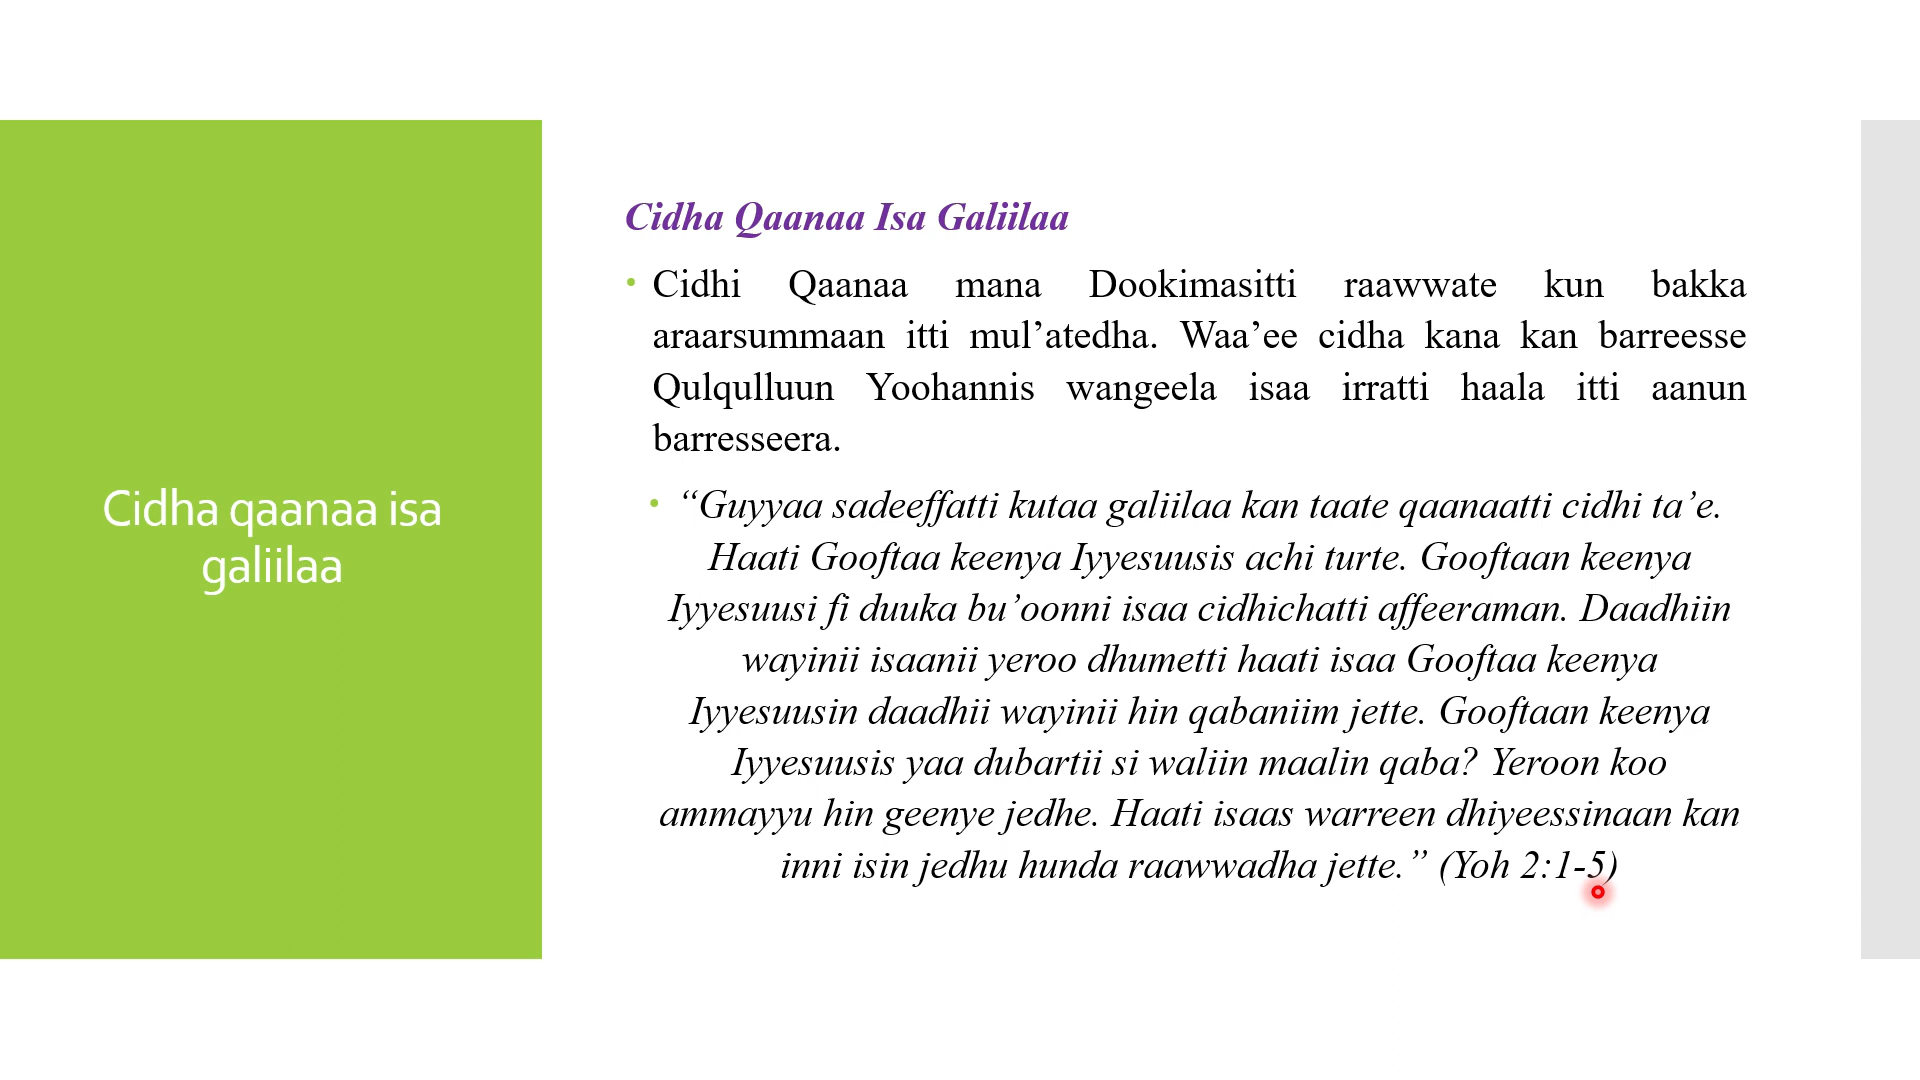 Cidha qaanaa isa
galiilaa
Cidha Qaanaa Isa Galiilaa
• Cidhi Qaanaa mana Dookimasitti raawwate kun bakka
araarsummaan itti mul’atedha. Waa’ee cidha kana kan barreesse
Qulqulluun Yoohannis wangeela isaa irratti haala itti aanun
barresseera.
• “Guyyaa sadeeffatti kutaa galiilaa kan taate qaanaatti cidhi ta’e.
Haati Gooftaa keenya Iyyesuusis achi turte. Gooftaan keenya
Iyyesuusi fi duuka bu’oonni isaa cidhichatti affeeraman. Daadhiin
wayinii isaanii yeroo dhumetti haati isaa Gooftaa keenya
Iyyesuusin daadhii wayinii hin qabaniim jette. Gooftaan keenya
Iyyesuusis yaa dubartii si waliin maalin qaba? Yeroon koo
ammayyu hin geenye jedhe. Haati isaas warreen dhiyeessinaan kan
inni isin jedhu hunda raawwadha jette.” (Yoh 2:1-5)